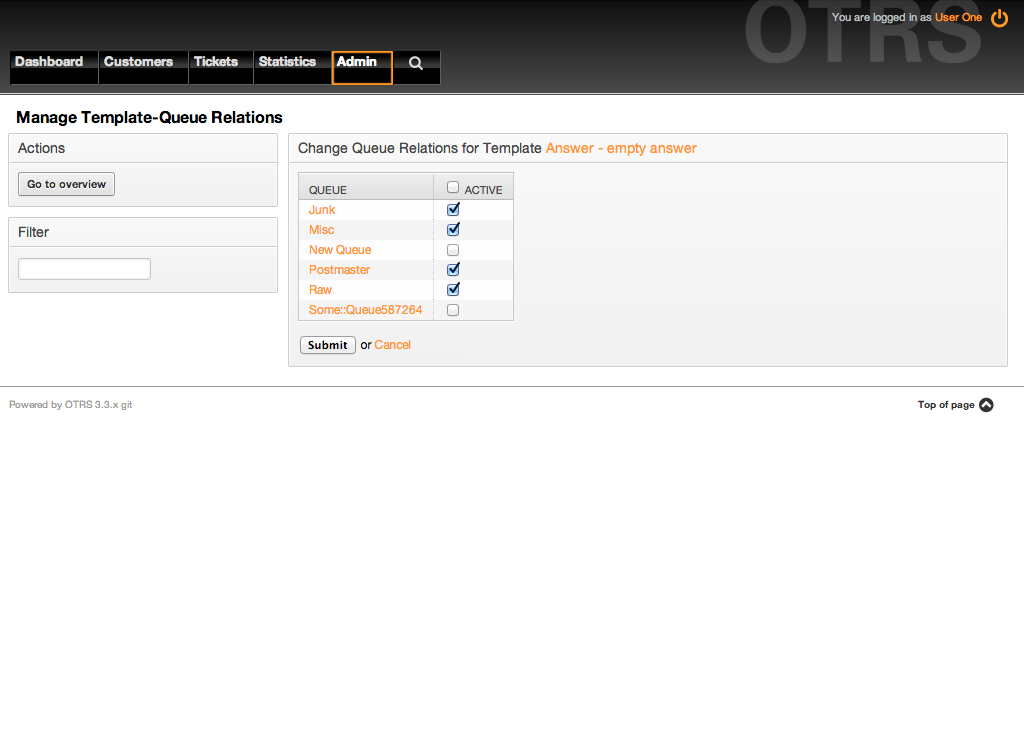 OTRS
You are logged in as User One
Dashboard Customers Tickets Statistics Admin
Manage Template-Queue Relations
Actions
Go to overview
Filter
Change Queue Relations for Template Answer - empty answer
QUEUE ACTIVE
Junk
Misc
New Queue
Postmaster
Raw
Some::Queue587264
Submit or Cancel
Powered by OTRS 3.3.x git
Top of page